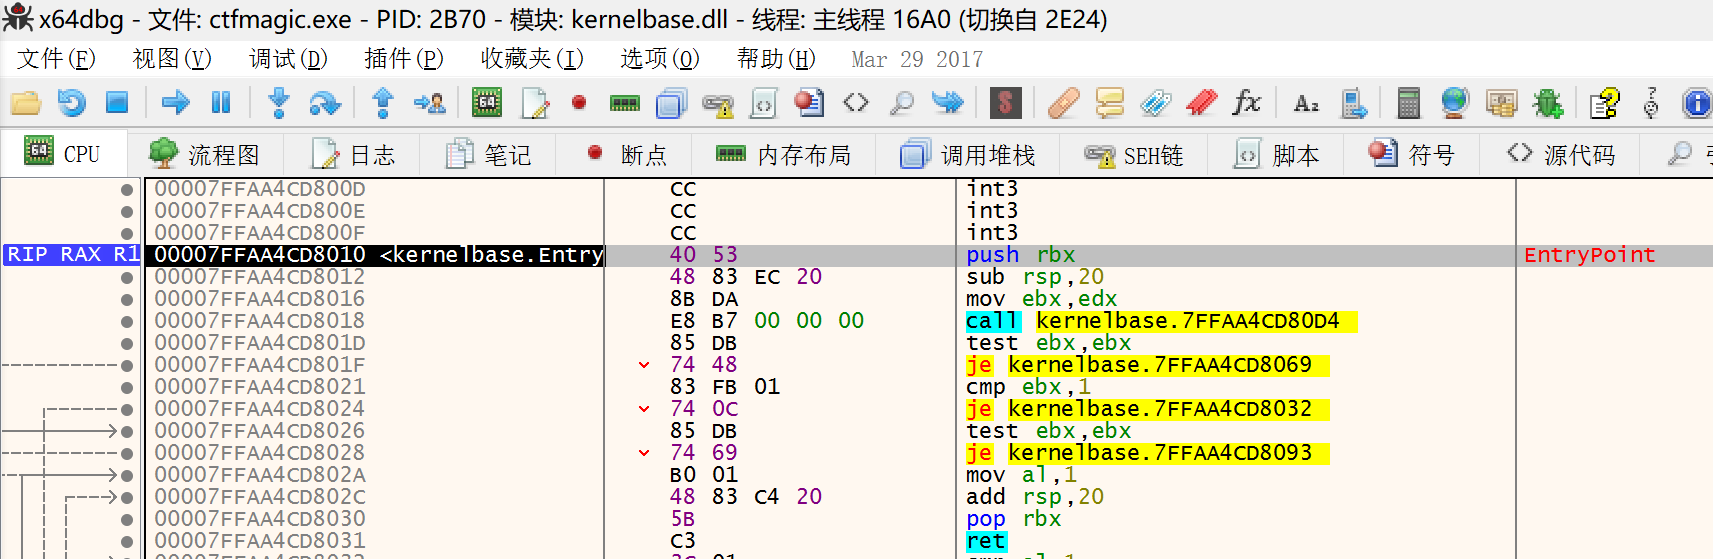 x64dbg - 文件: ctfmagic.exe - PID: 2B70 - 模块: kernelbase.dll - 线程: 主线程 16A0 (切换自 2E24)
文件(F) 视图(V) 调试(D) 插件(P) 收藏夹(I) 选项(O) 帮助(H) Mar 29 2017
CPU 流程图 日志 笔记 断点 内存布局 调用堆栈 SEH链 脚本 符号 源代码
00007FFAA4CD800D CC int3
00007FFAA4CD800E CC int3
00007FFAA4CD800F CC int3
RIP RAX R1 00007FFAA4CD8010 <kernelbase.Entry 40 53 push rbx EntryPoint
00007FFAA4CD8012 48 83 EC 20 sub rsp,20
00007FFAA4CD8016 8B DA mov ebx,edx
00007FFAA4CD8018 E8 B7 00 00 00 call kernelbase.7FFAA4CD80D4
00007FFAA4CD801D 85 DB test ebx,ebx
00007FFAA4CD801F 74 48 je kernelbase.7FFAA4CD8069
00007FFAA4CD8021 83 FB 01 cmp ebx,1
00007FFAA4CD8024 74 0C je kernelbase.7FFAA4CD8032
00007FFAA4CD8026 85 DB test ebx,ebx
00007FFAA4CD8028 74 69 je kernelbase.7FFAA4CD8093
00007FFAA4CD802A B0 01 mov al,1
00007FFAA4CD802C 48 83 C4 20 add rsp,20
00007FFAA4CD8030 5B pop rbx
00007FFAA4CD8031 C3 ret